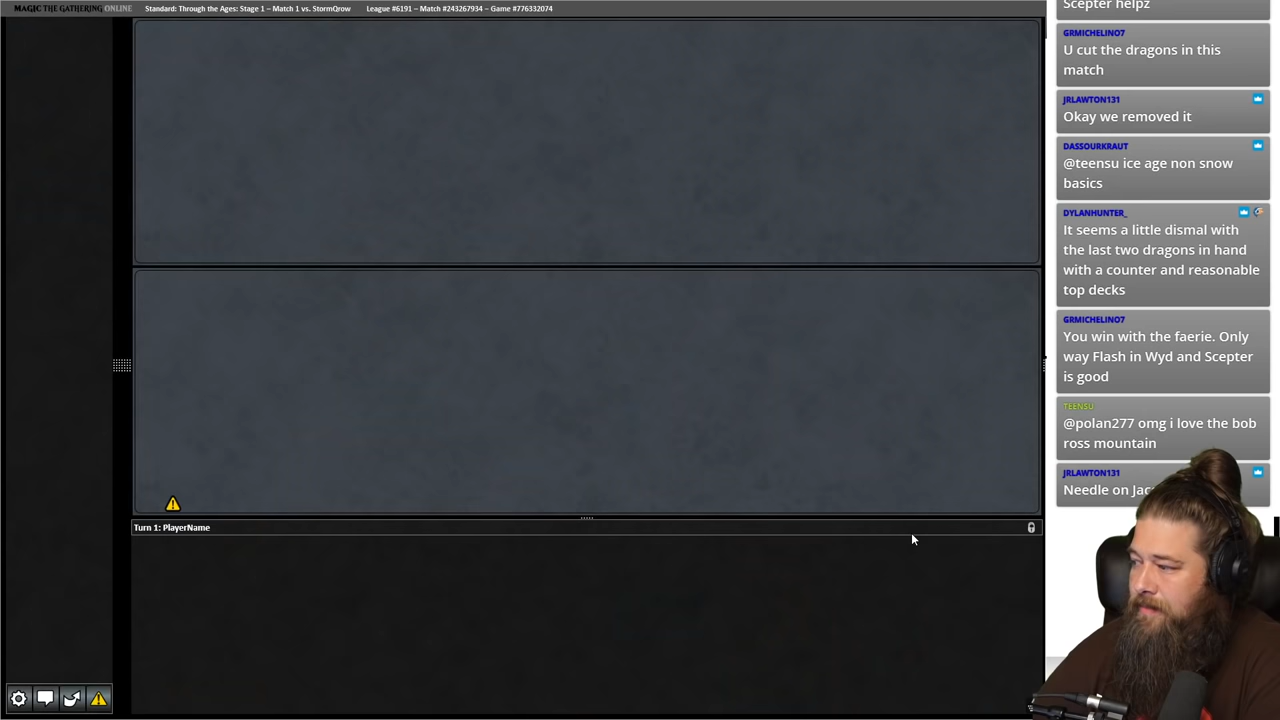 MAGIC THE GATHERING ONLINE
Standard: Through the Ages: Stage 1 – Match 1 vs. StormQrow
League #6191 – Match #243267934 – Game #776332074
Turn 1: PlayerName
Scepter helpz
GRMICHELINO7
U cut the dragons in this
match
JRLAWTON131
Okay we removed it
DASSOURKRAUT
@teensu ice age non snow
basics
DYLANHUNTER_
It seems a little dismal with
the last two dragons in hand
with a counter and reasonable
top decks
GRMICHELINO7
You win with the faerie. Only
way Flash in Wyd and Scepter
is good
TEENSU
@polan277 omg i love the bob
ross mountain
JRLAWTON131
Needle on